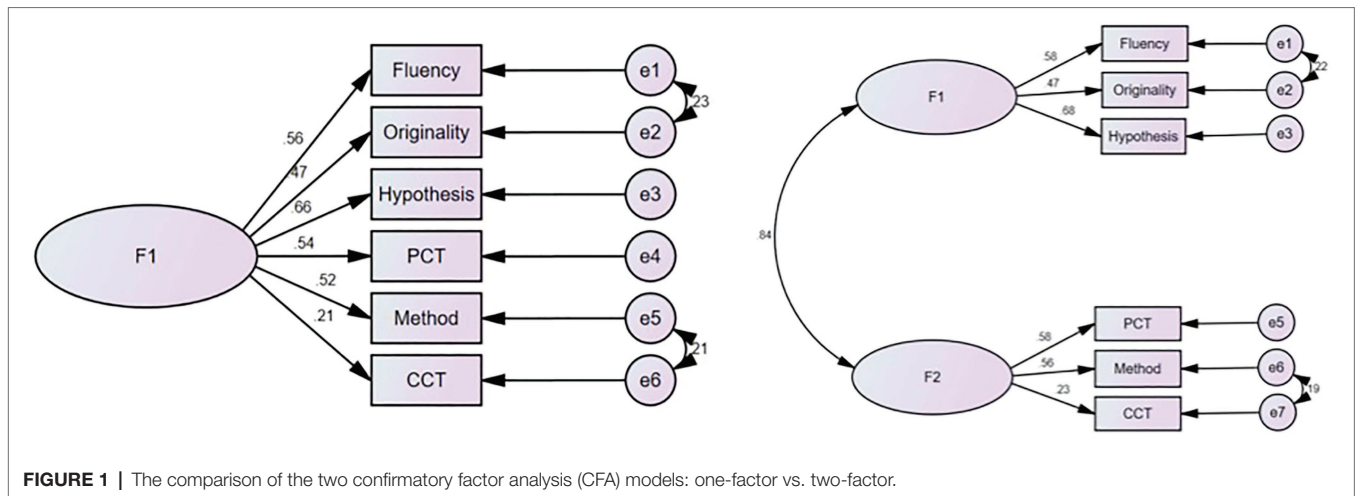 Fluency
e1
.23
.56
Originality
e2
.47
Hypothesis
e3
.66
F1
.54
PCT
e4
.52
Method
e5
.21
.21
CCT
e6
Fluency
e1
.58
.22
F1
.47
Originality
e2
.68
Hypothesis
e3
.84
PCT
e5
.58
F2
.56
Method
e6
.23
.19
CCT
e7
FIGURE 1 | The comparison of the two confirmatory factor analysis (CFA) models: one-factor vs. two-factor.